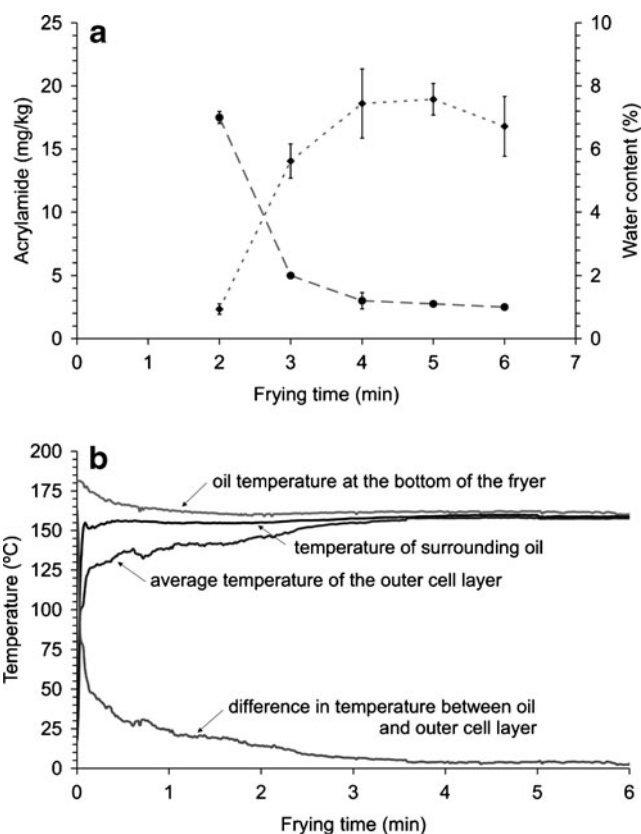 a
Acrylamide (mg/kg)
25
20
15
10
5
0
Water content (%)
10
8
6
4
2
0
0 1 2 3 4 5 6 7
Frying time (min)
b
Temperature (ºC)
200
175
150
125
100
75
50
25
0
oil temperature at the bottom of the fryer
temperature of surrounding oil
average temperature of the outer cell layer
difference in temperature between oil
and outer cell layer
0 1 2 3 4 5 6
Frying time (min)